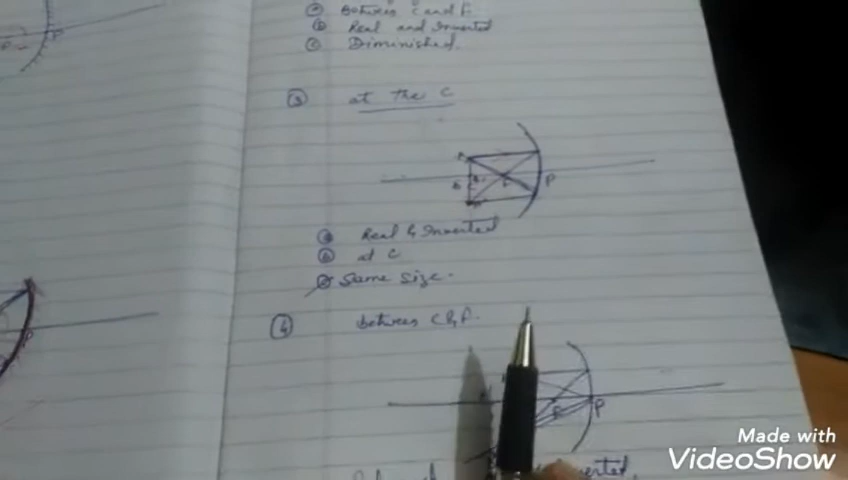 (a) Between C and F.
(b) Real and Inverted
(c) Diminished.
(3) at the C
P
(a) Real & Inverted
(b) at C
(c) Same size.
(4) between C & F.
P
Made with
VideoShow